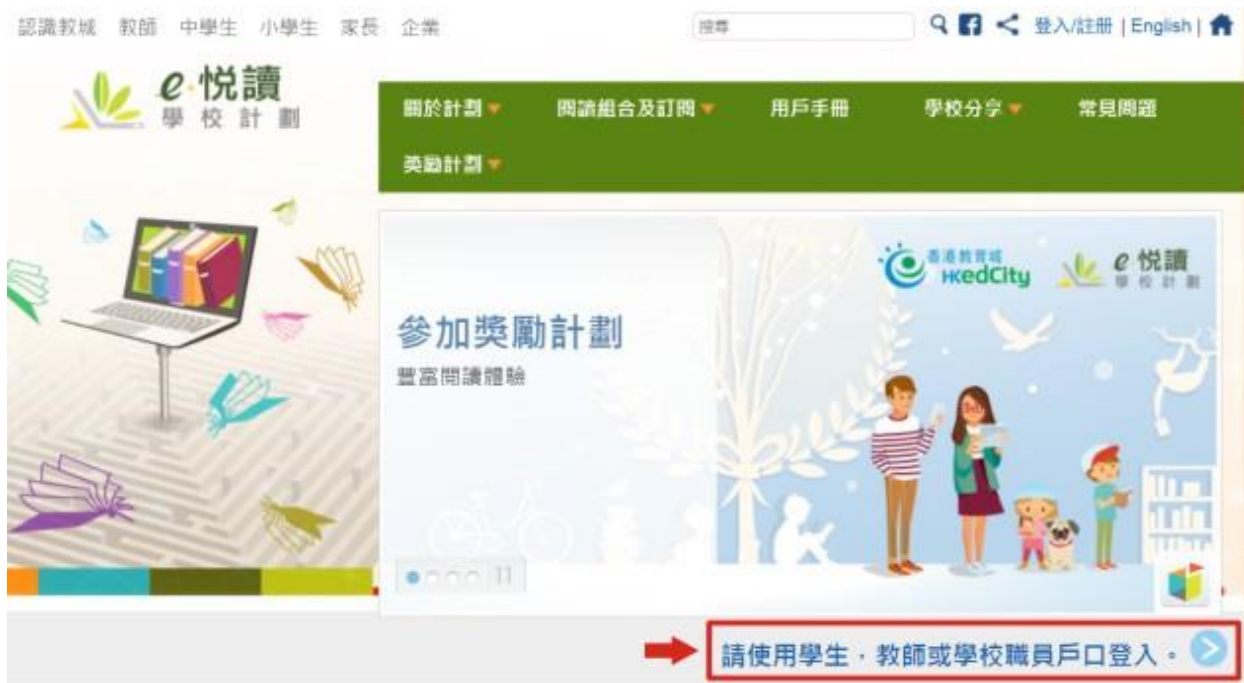 認識教城 教師 中學生 小學生 家長 企業
搜尋
登入/註冊 | English |
e·悦讀
學校計劃
關於計劃 閱讀組合及訂閱 用戶手冊 學校分享 常見問題
獎勵計劃
香港教育城
HKedCity
e悦讀
學校計劃
參加獎勵計劃
豐富閱讀體驗
請使用學生，教師或學校職員戶口登入。